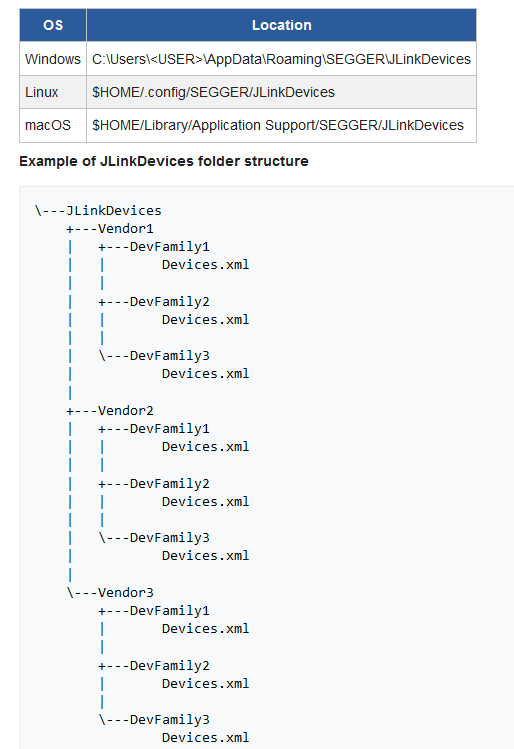 OS Location
Windows C:\Users\<USER>\AppData\Roaming\SEGGER\JLinkDevices
Linux $HOME/.config/SEGGER/JLinkDevices
macOS $HOME/Library/Application Support/SEGGER/JLinkDevices
Example of JLinkDevices folder structure
\---JLinkDevices
    +---Vendor1
    |   +---DevFamily1
    |   |       Devices.xml
    |   |
    |   +---DevFamily2
    |   |       Devices.xml
    |   |
    |   \---DevFamily3
    |           Devices.xml
    |
    +---Vendor2
    |   +---DevFamily1
    |   |       Devices.xml
    |   |
    |   +---DevFamily2
    |   |       Devices.xml
    |   |
    |   \---DevFamily3
    |           Devices.xml
    |
    \---Vendor3
        +---DevFamily1
        |       Devices.xml
        |
        +---DevFamily2
        |       Devices.xml
        |
        \---DevFamily3
                Devices.xml